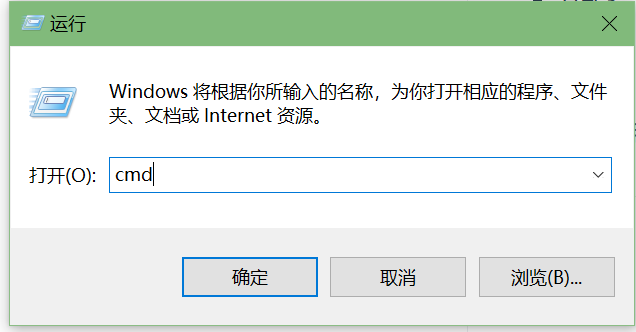 运行
Windows 将根据你所输入的名称，为你打开相应的程序、文件
夹、文档或 Internet 资源。
打开(O):
cmd
确定
取消
浏览(B)...